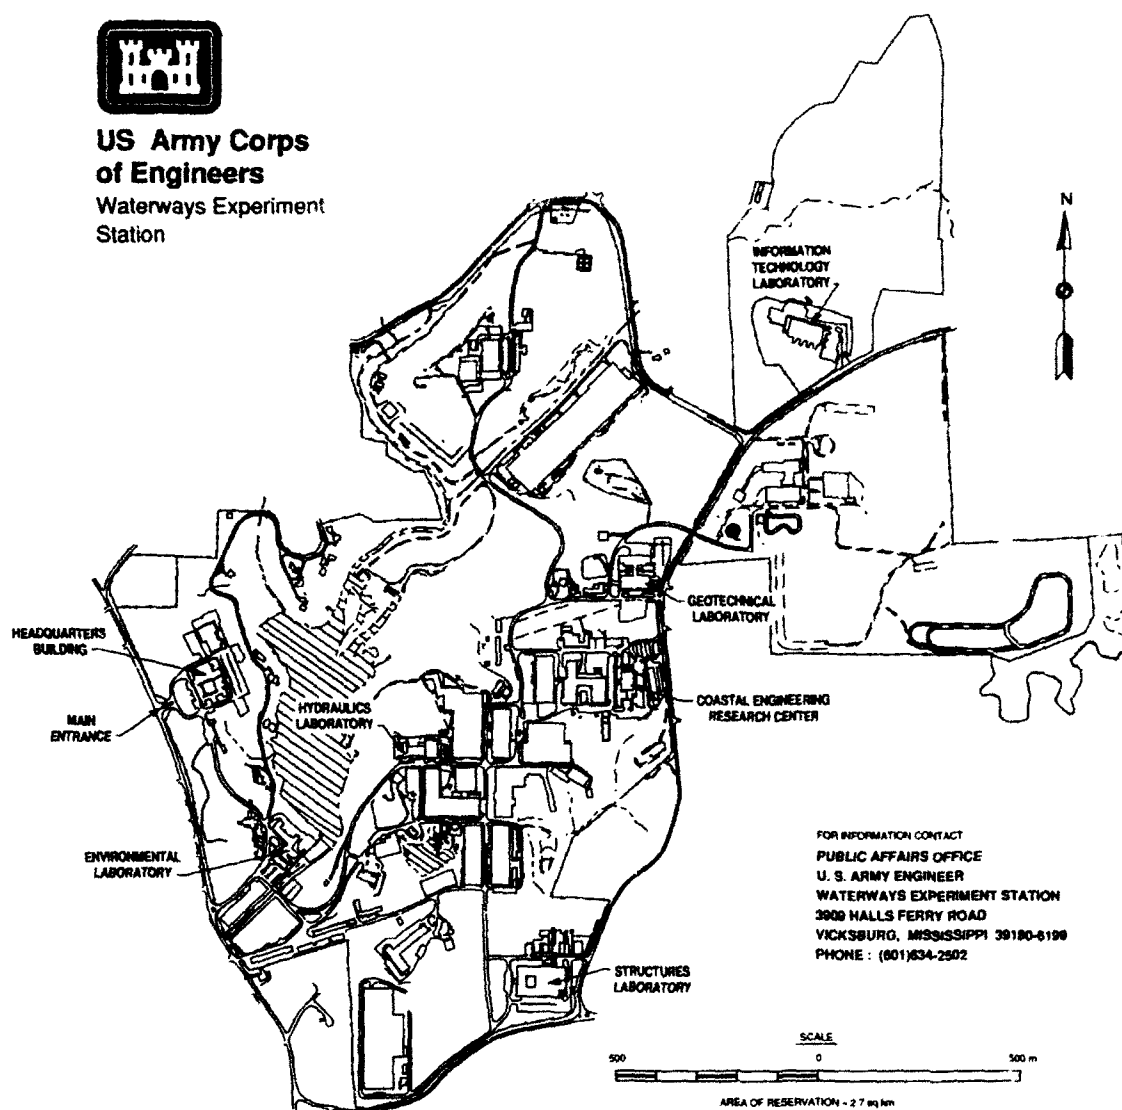 US Army Corps
of Engineers
Waterways Experiment
Station
N
INFORMATION
TECHNOLOGY
LABORATORY
GEOTECHNICAL
LABORATORY
HEADQUARTERS
BUILDING
HYDRAULICS
LABORATORY
COASTAL ENGINEERING
RESEARCH CENTER
MAIN
ENTRANCE
ENVIRONMENTAL
LABORATORY
STRUCTURES
LABORATORY
FOR INFORMATION CONTACT
PUBLIC AFFAIRS OFFICE
U. S. ARMY ENGINEER
WATERWAYS EXPERIMENT STATION
3909 HALLS FERRY ROAD
VICKSBURG, MISSISSIPPI 39180-6199
PHONE : (601)634-2502
SCALE
500 0 500 m
AREA OF RESERVATION - 2.7 sq km